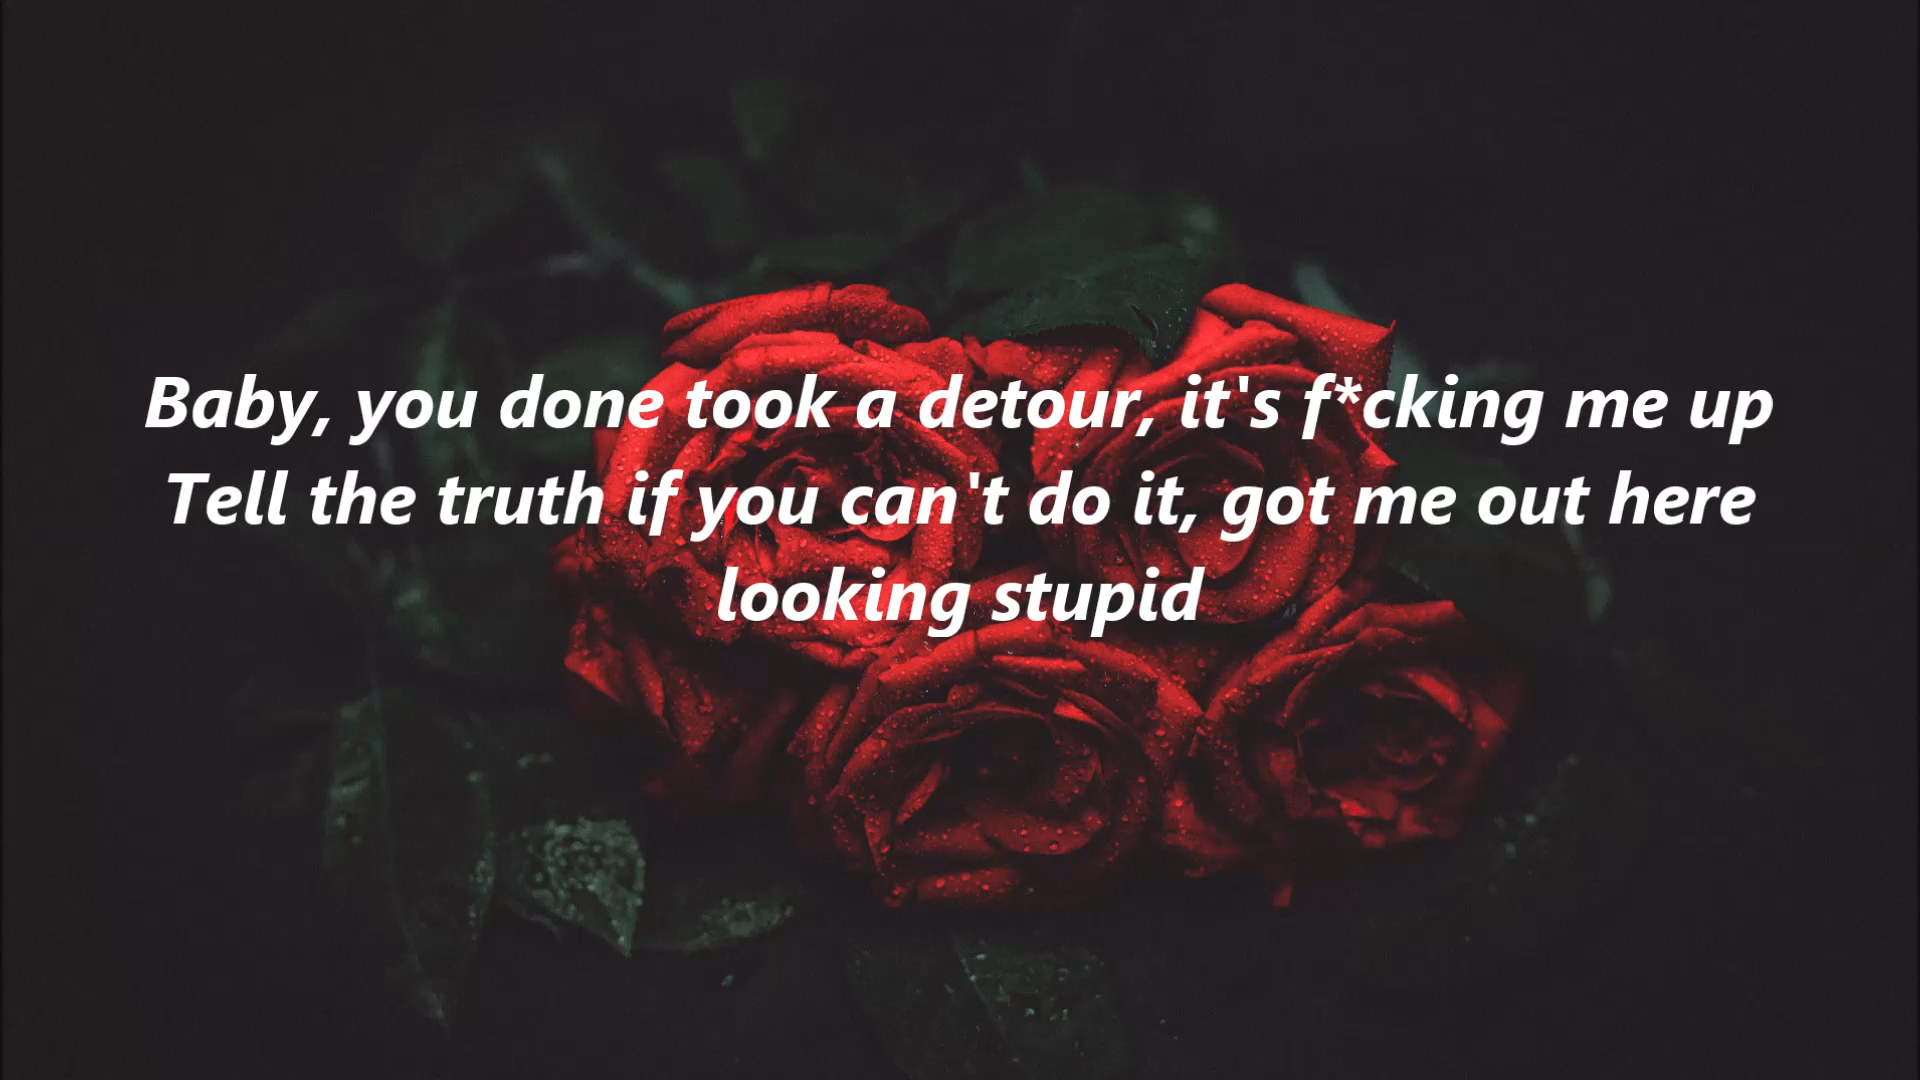 Baby, you done took a detour, it's f*cking me up
Tell the truth if you can't do it, got me out here
looking stupid